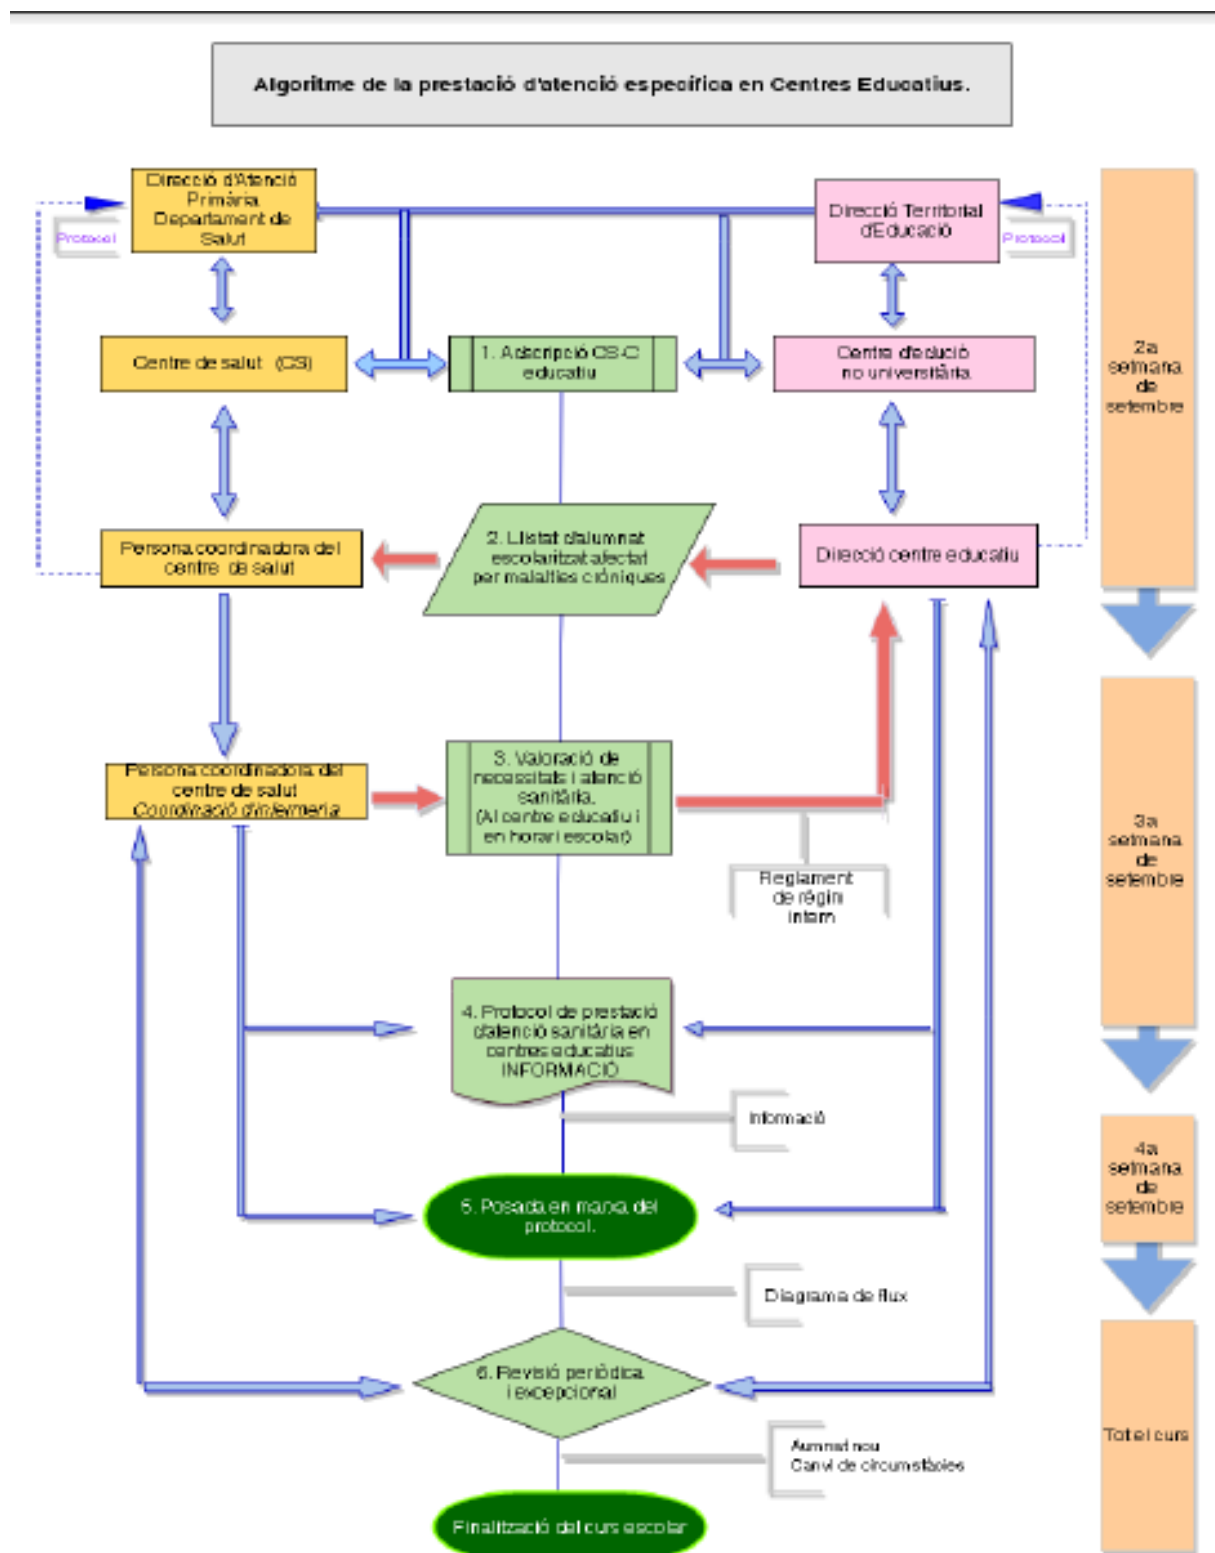 Algoritme de la prestació d'atenció específica en Centres Educatius.
Direcció d'Atenció
Primària
Departament de
Salut
Direcció Territorial
d'Educació
Protocol
Protocol
Centre de salut (CS)
1. Adscripció CS-C
educatiu
Centre d'edució
no universitària
2a
setmana
de
setembre
Persona coordinadora del
centre de salut
2. Llistat d'alumnat
escolaritzat afectat
per malalties cròniques
Direcció centre educatiu
Persona coordinadora del
centre de salut
Coordinació d'infermeria
3. Valoració de
necessitats i atenció
sanitària.
(Al centre educatiu i
en horari escolar)
Reglament
de règim
intern
3a
setmana
de
setembre
4. Protocol de prestació
d'atenció sanitària en
centres educatius
INFORMACIÓ
Informació
4a
setmana
de
setembre
5. Posada en marxa del
protocol.
Diagrama de flux
6. Revisió periòdica
i excepcional
Aumnat nou
Canvi de circumstàcies
Tot el curs
Finalització del curs escolar